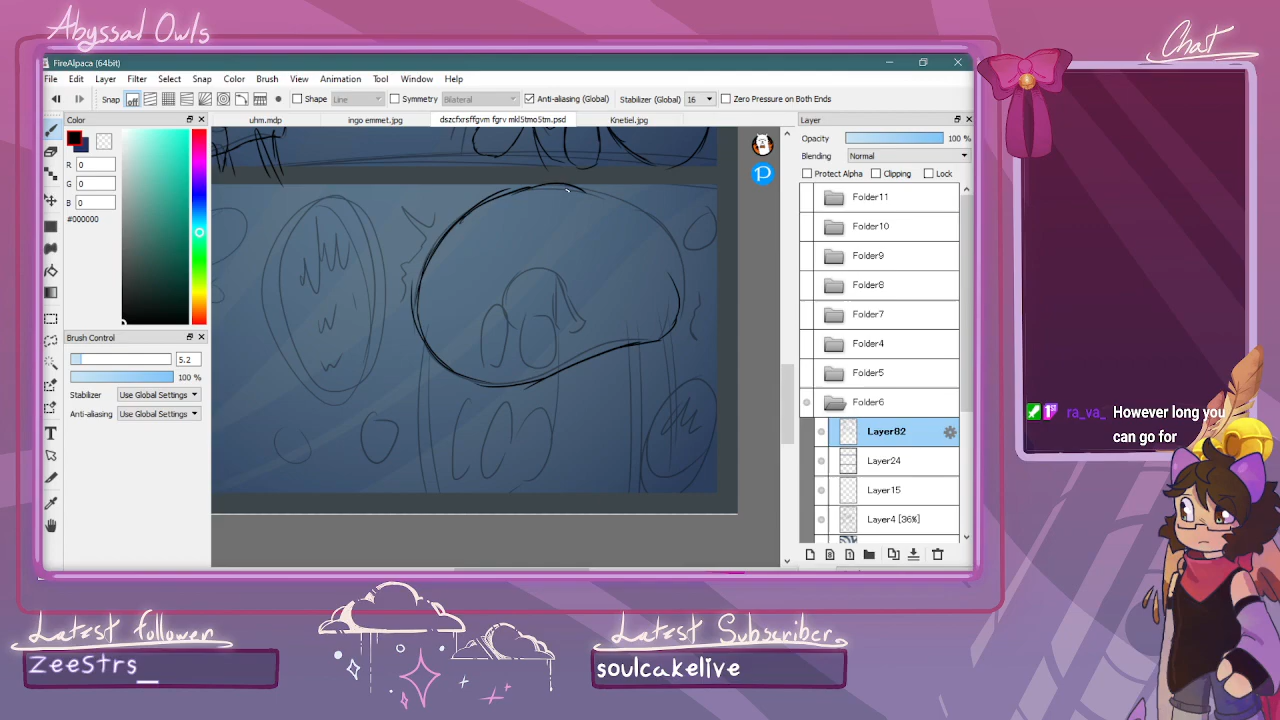 Abyssal Owls
Chat
FireAlpaca (64bit)
File Edit Layer Filter Select Snap Color Brush View Animation Tool Window Help
Snap off Shape Line Symmetry Bilateral Anti-aliasing (Global) Stabilizer (Global) 16 Zero Pressure on Both Ends
Color
uhm.mdp ingo emmet.jpg dszcfxrsffgvm fgrv mkl5tmo5tm.psd Knetiel.jpg
R 0
G 0
B 0
#000000
Brush Control
5.2
100 %
Stabilizer Use Global Settings
Anti-aliasing Use Global Settings
Layer
Opacity 100 %
Blending Normal
Protect Alpha Clipping Lock
Folder11
Folder10
Folder9
Folder8
Folder7
Folder4
Folder5
Folder6
Layer82
Layer24
Layer15
Layer4 [36%]
ra_va_ However long you
can go for
Latest follower
zeestrs_
Latest Subscriber
soulcakelive